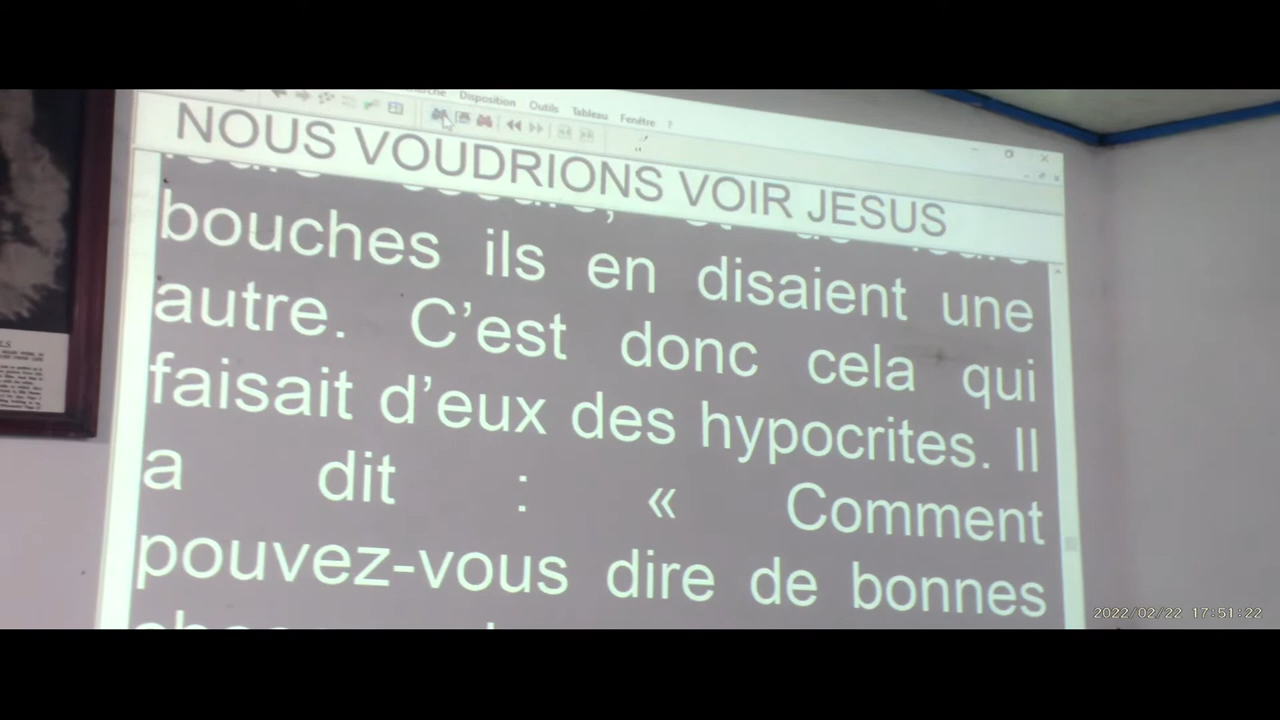 Disposition Outils Tableau Fenêtre ?
NOUS VOUDRIONS VOIR JESUS
bouches ils en disaient une
autre. C’est donc cela qui
faisait d’eux des hypocrites. Il
a dit : « Comment
pouvez-vous dire de bonnes
2022/02/22 17:51:22